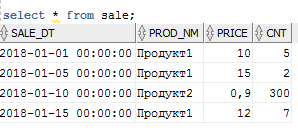 select * from sale;
SALE_DT PROD_NM PRICE CNT
2018-01-01 00:00:00 Продукт1 10 5
2018-01-05 00:00:00 Продукт1 15 2
2018-01-10 00:00:00 Продукт2 0,9 300
2018-01-15 00:00:00 Продукт1 12 7